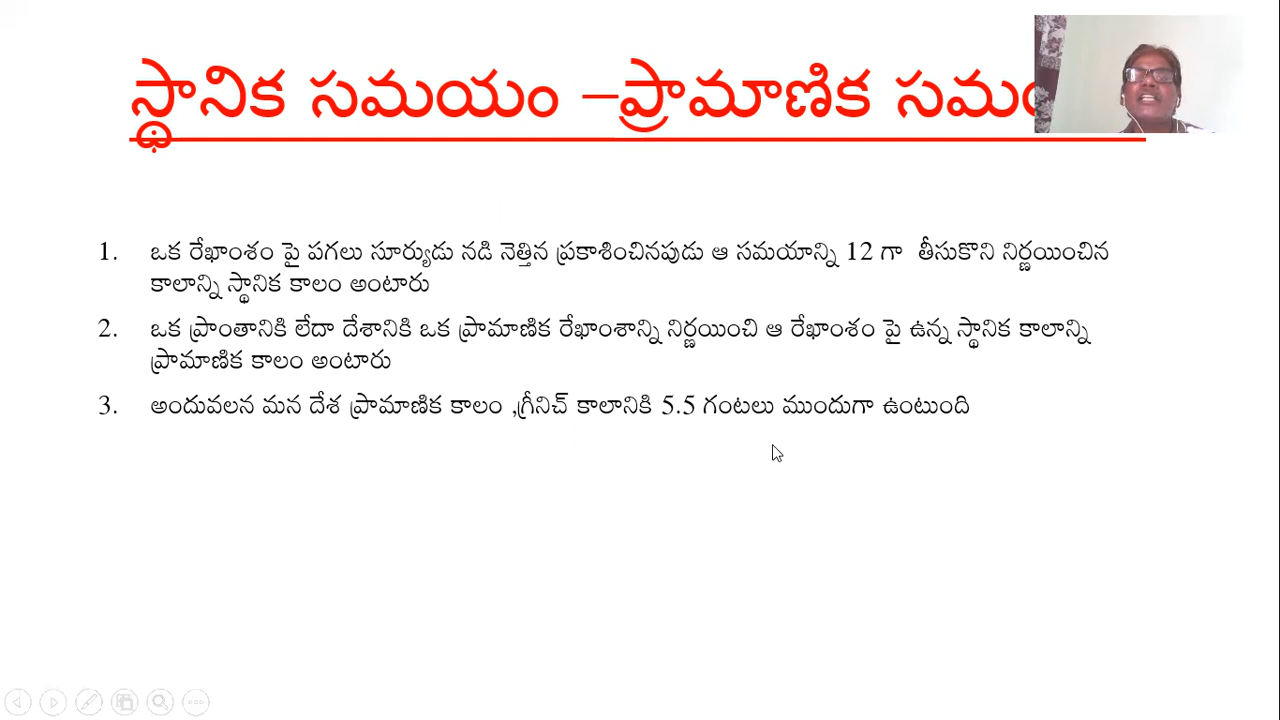 స్థానిక సమయం –ప్రామాణిక
1. ఒక రేఖాంశం పై పగలు సూర్యుడు నడి నెత్తిన ప్రకాశించినపుడు ఆ సమయాన్ని 12 గా తీసుకొని నిర్ణయించిన
కాలాన్ని స్థానిక కాలం అంటారు
2. ఒక ప్రాంతానికి లేదా దేశానికి ఒక ప్రామాణిక రేఖాంశాన్ని నిర్ణయించి ఆ రేఖాంశం పై ఉన్న స్థానిక కాలాన్ని
ప్రామాణిక కాలం అంటారు
3. అందువలన మన దేశ ప్రామాణిక కాలం ,గ్రీనిచ్ కాలానికి 5.5 గంటలు ముందుగా ఉంటుంది